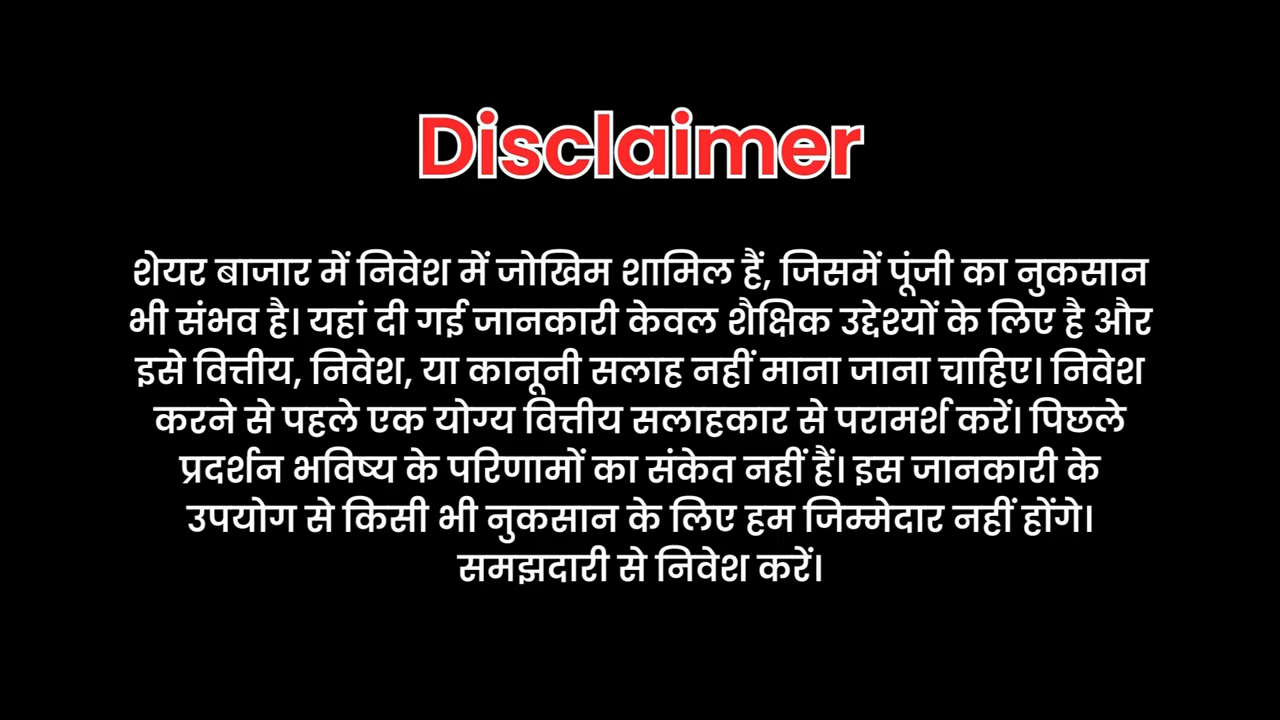 Disclaimer
शेयर बाजार में निवेश में जोखिम शामिल हैं, जिसमें पूंजी का नुकसान
भी संभव है। यहां दी गई जानकारी केवल शैक्षिक उद्देश्यों के लिए है और
इसे वित्तीय, निवेश, या कानूनी सलाह नहीं माना जाना चाहिए। निवेश
करने से पहले एक योग्य वित्तीय सलाहकार से परामर्श करें। पिछले
प्रदर्शन भविष्य के परिणामों का संकेत नहीं हैं। इस जानकारी के
उपयोग से किसी भी नुकसान के लिए हम जिम्मेदार नहीं होंगे।
समझदारी से निवेश करें।